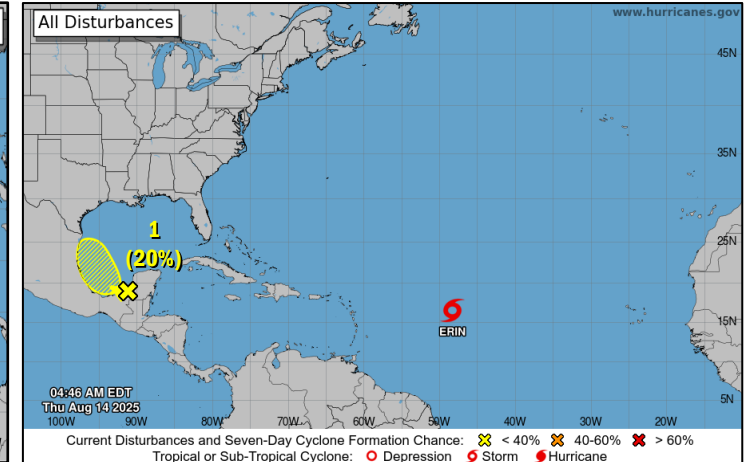 All Disturbances
www.hurricanes.gov
45N
35N
1
25N
(20%)
15N
ERIN
04:46 AM EDT
Thu Aug 14 2025
5N
100W 90W 80W 70W 60W 50W 40W 30W 20W
Current Disturbances and Seven-Day Cyclone Formation Chance: < 40% 40-60% > 60%
Tropical or Sub-Tropical Cyclone: Depression Storm Hurricane